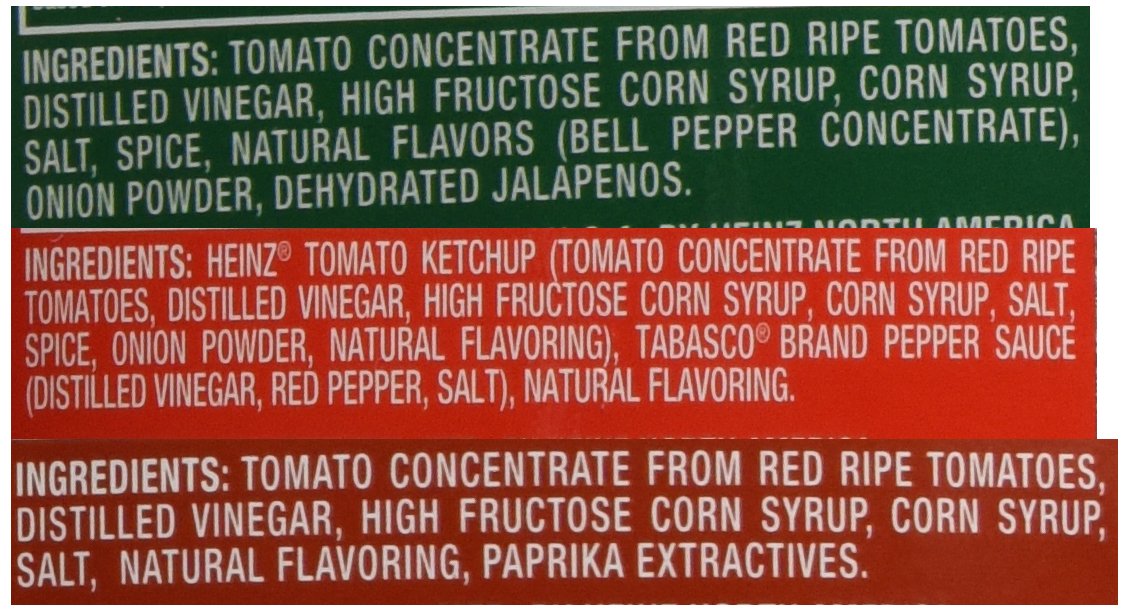 INGREDIENTS: TOMATO CONCENTRATE FROM RED RIPE TOMATOES,
DISTILLED VINEGAR, HIGH FRUCTOSE CORN SYRUP, CORN SYRUP,
SALT, SPICE, NATURAL FLAVORS (BELL PEPPER CONCENTRATE),
ONION POWDER, DEHYDRATED JALAPENOS.
BY HEINZ NORTH AMERICA
INGREDIENTS: HEINZ® TOMATO KETCHUP (TOMATO CONCENTRATE FROM RED RIPE
TOMATOES, DISTILLED VINEGAR, HIGH FRUCTOSE CORN SYRUP, CORN SYRUP, SALT,
SPICE, ONION POWDER, NATURAL FLAVORING), TABASCO® BRAND PEPPER SAUCE
(DISTILLED VINEGAR, RED PEPPER, SALT), NATURAL FLAVORING.
INGREDIENTS: TOMATO CONCENTRATE FROM RED RIPE TOMATOES,
DISTILLED VINEGAR, HIGH FRUCTOSE CORN SYRUP, CORN SYRUP,
SALT, NATURAL FLAVORING, PAPRIKA EXTRACTIVES.